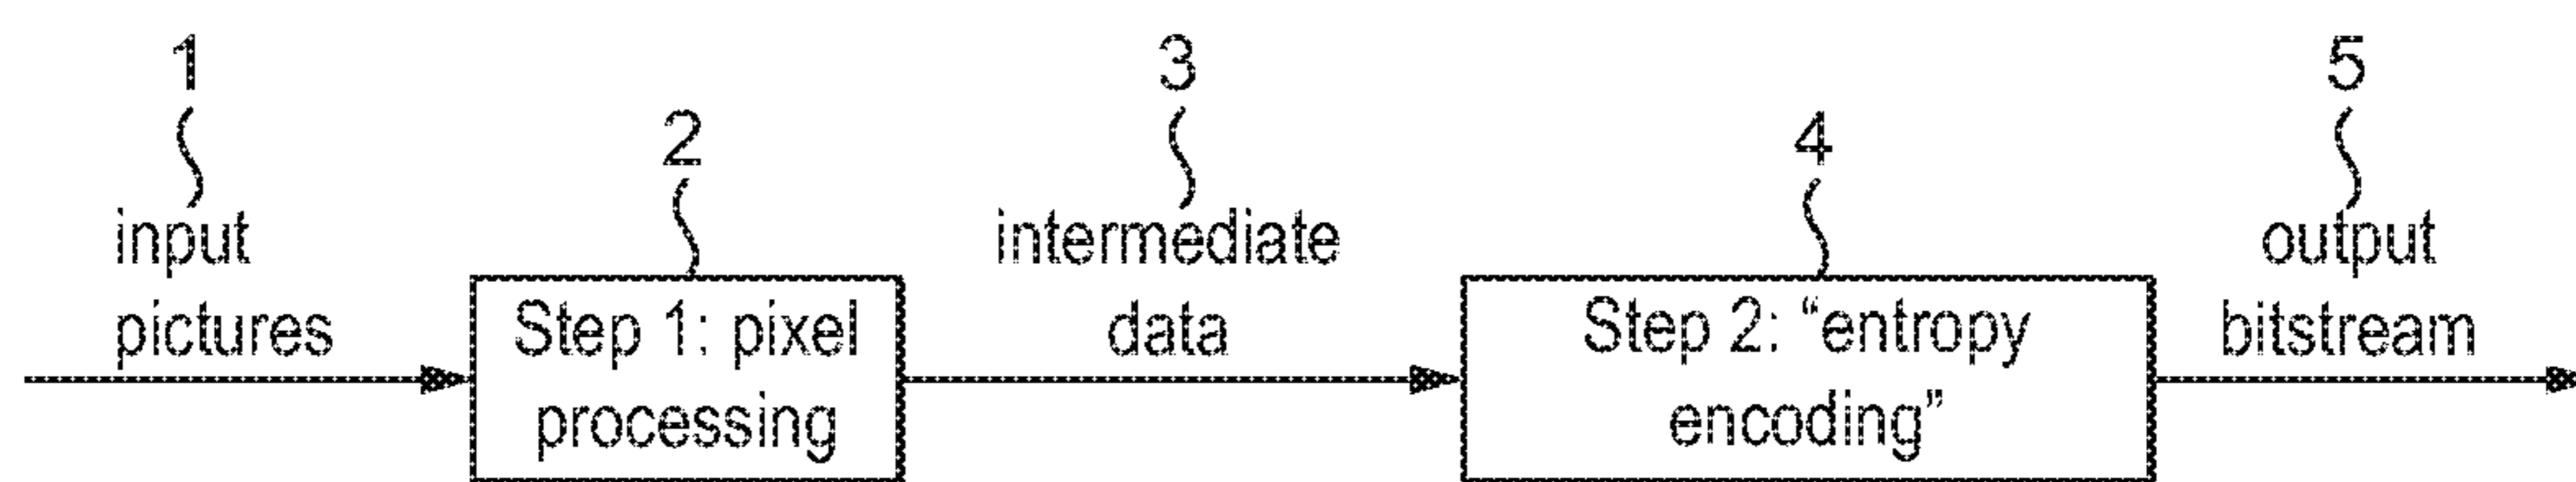 1
2
3
4
5
input
pictures
Step 1: pixel
processing
intermediate
data
Step 2: “entropy
encoding”
output
bitstream